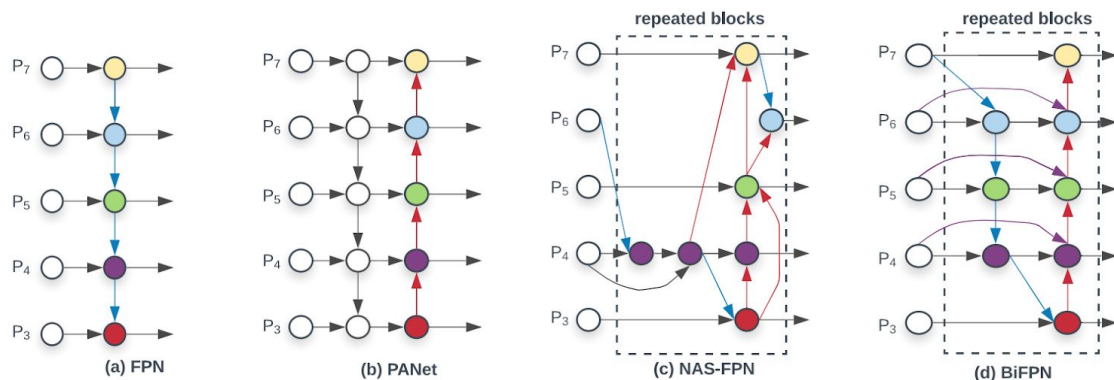 repeated blocks
repeated blocks
P7
P6
P5
P4
P3
(a) FPN
P7
P6
P5
P4
P3
(b) PANet
P7
P6
P5
P4
P3
(c) NAS-FPN
P7
P6
P5
P4
P3
(d) BiFPN